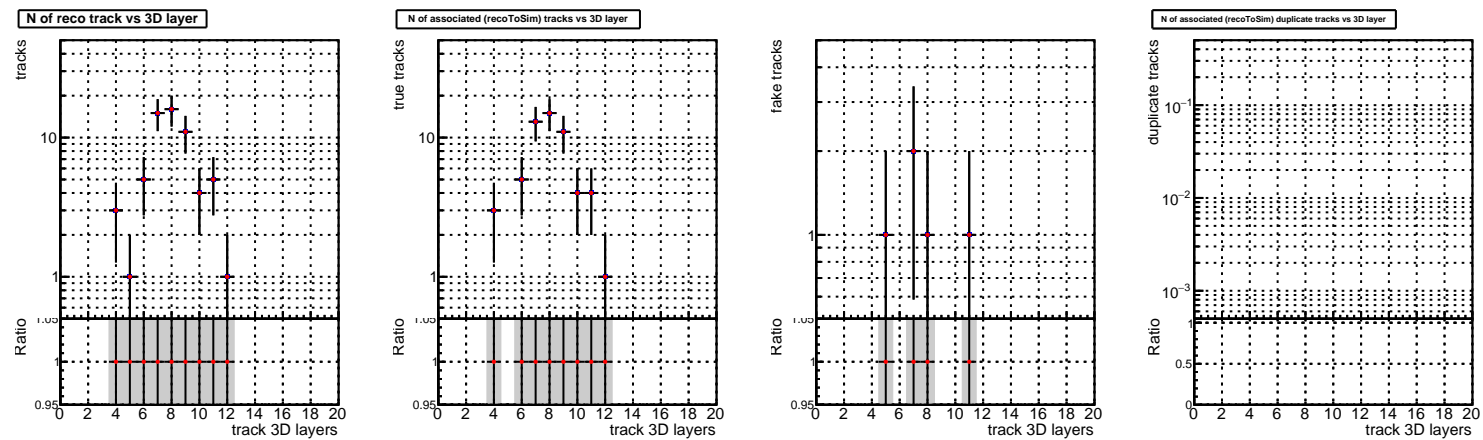 N of reco track vs 3D layer
tracks
10
1
Ratio
1.05
1
0.95
0 2 4 6 8 10 12 14 16 18 20
track 3D layers
N of associated (recoToSim) tracks vs 3D layer
true tracks
10
1
Ratio
1.05
1
0.95
0 2 4 6 8 10 12 14 16 18 20
track 3D layers
fake tracks
1
Ratio
1.05
1
0.95
0 2 4 6 8 10 12 14 16 18 20
track 3D layers
N of associated (recoToSim) duplicate tracks vs 3D layer
duplicate tracks
10⁻¹
10⁻²
10⁻³
Ratio
1
0.5
0
0 2 4 6 8 10 12 14 16 18 20
track 3D layers